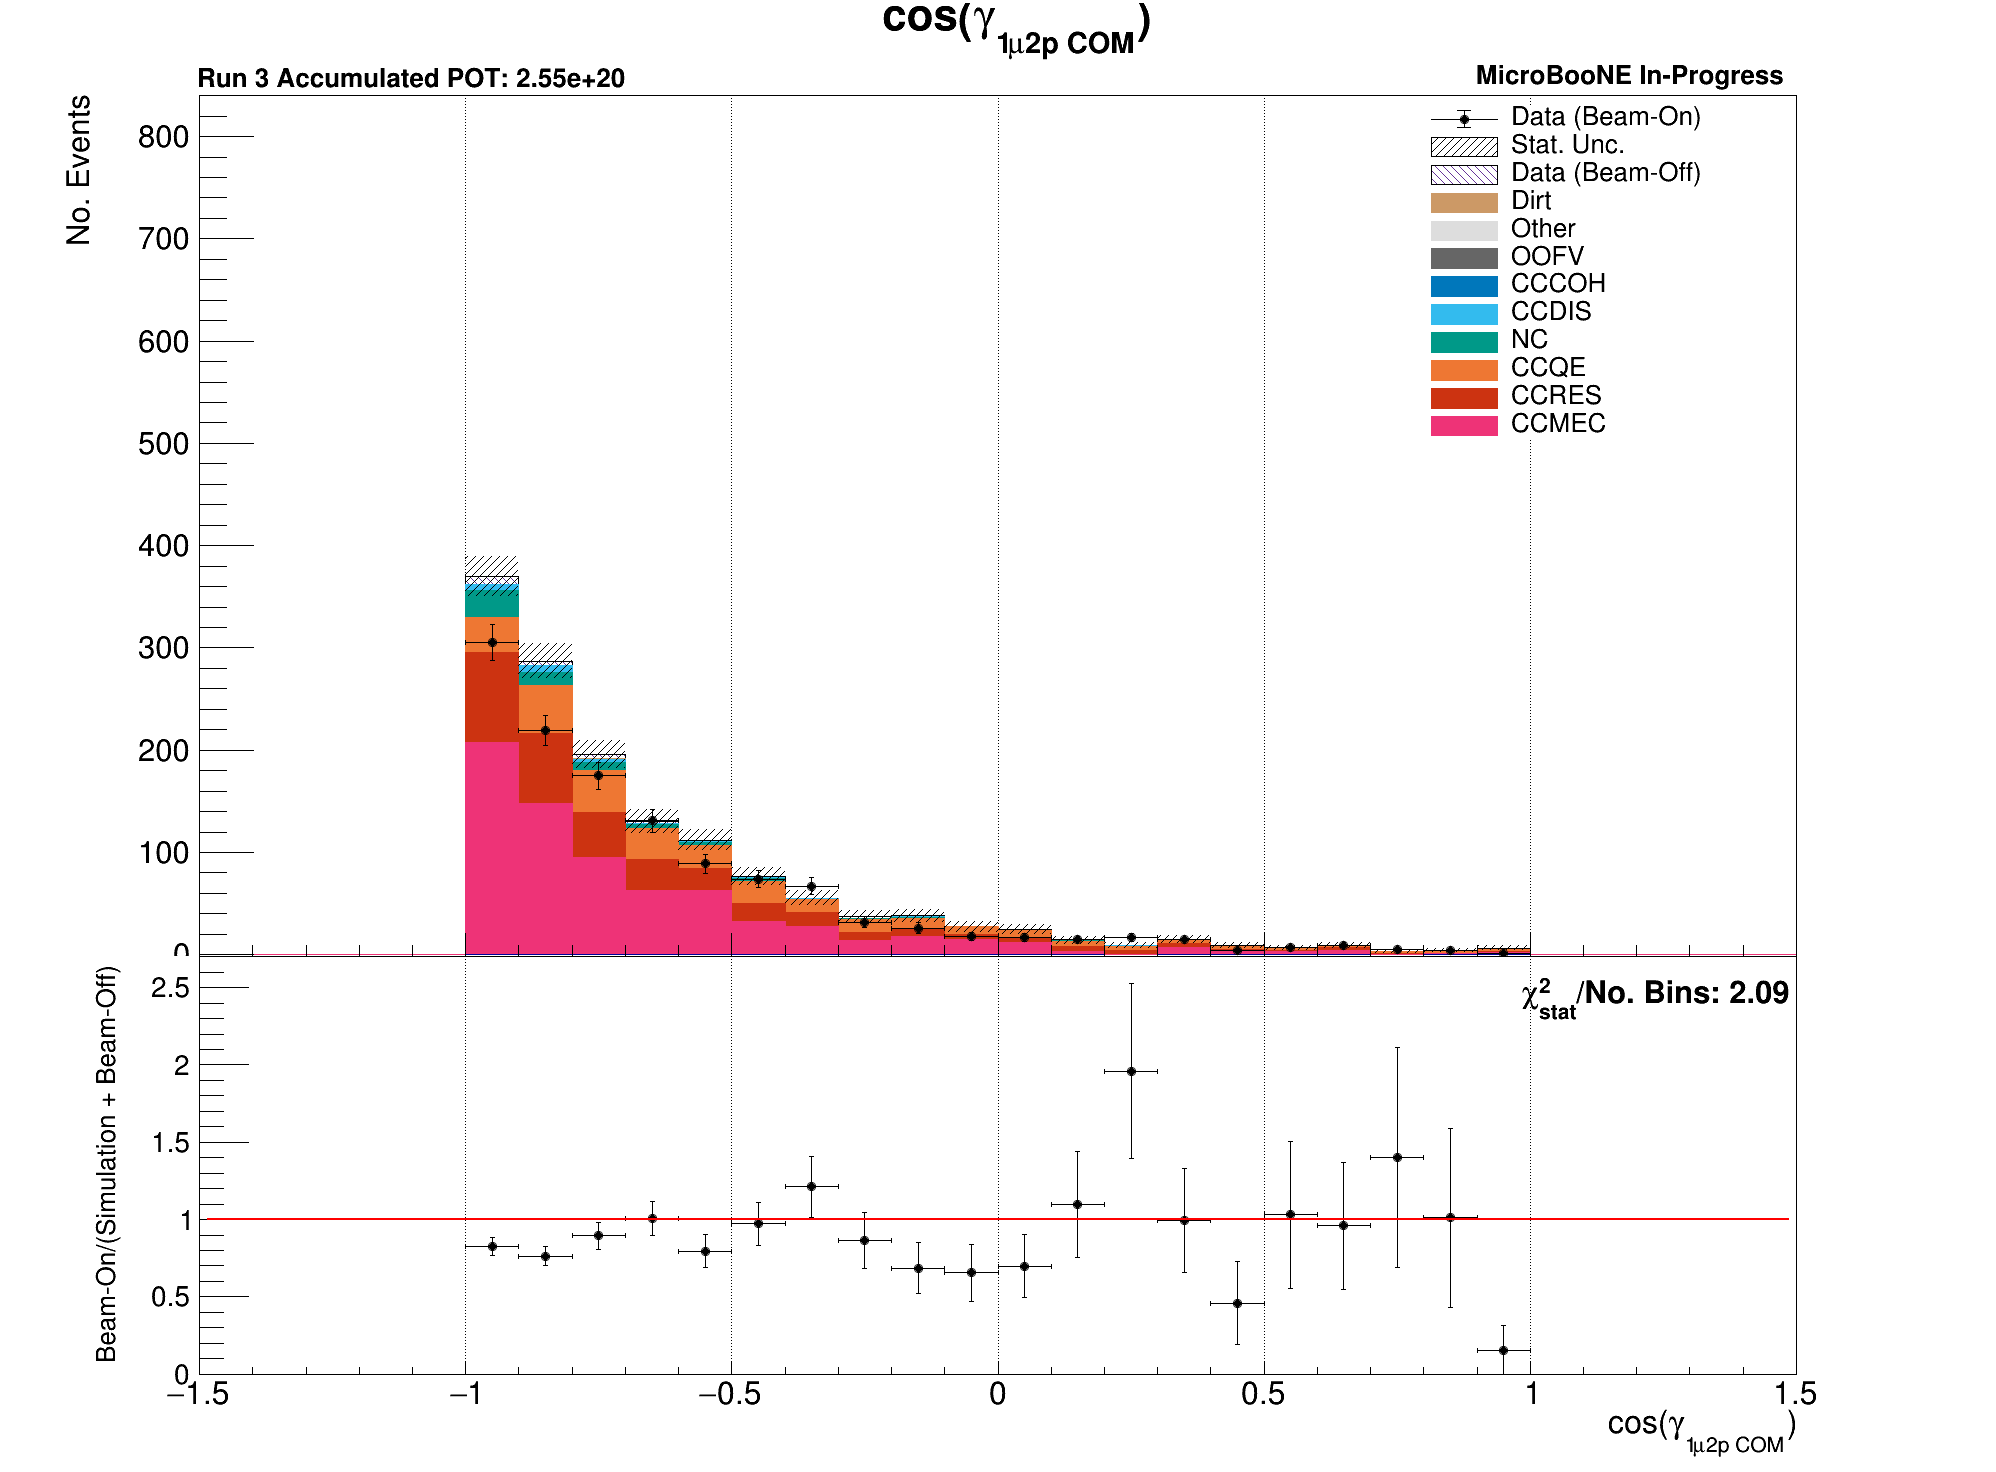 cos(γ1μ2p COM)
Run 3 Accumulated POT: 2.55e+20
MicroBooNE In-Progress
No. Events
800
700
600
500
400
300
200
100
0
Data (Beam-On)
Stat. Unc.
Data (Beam-Off)
Dirt
Other
OOFV
CCCOH
CCDIS
NC
CCQE
CCRES
CCMEC
Beam-On/(Simulation + Beam-Off)
2.5
2
1.5
1
0.5
0
χ²stat/No. Bins: 2.09
−1.5 −1 −0.5 0 0.5 1 1.5
cos(γ1μ2p COM)